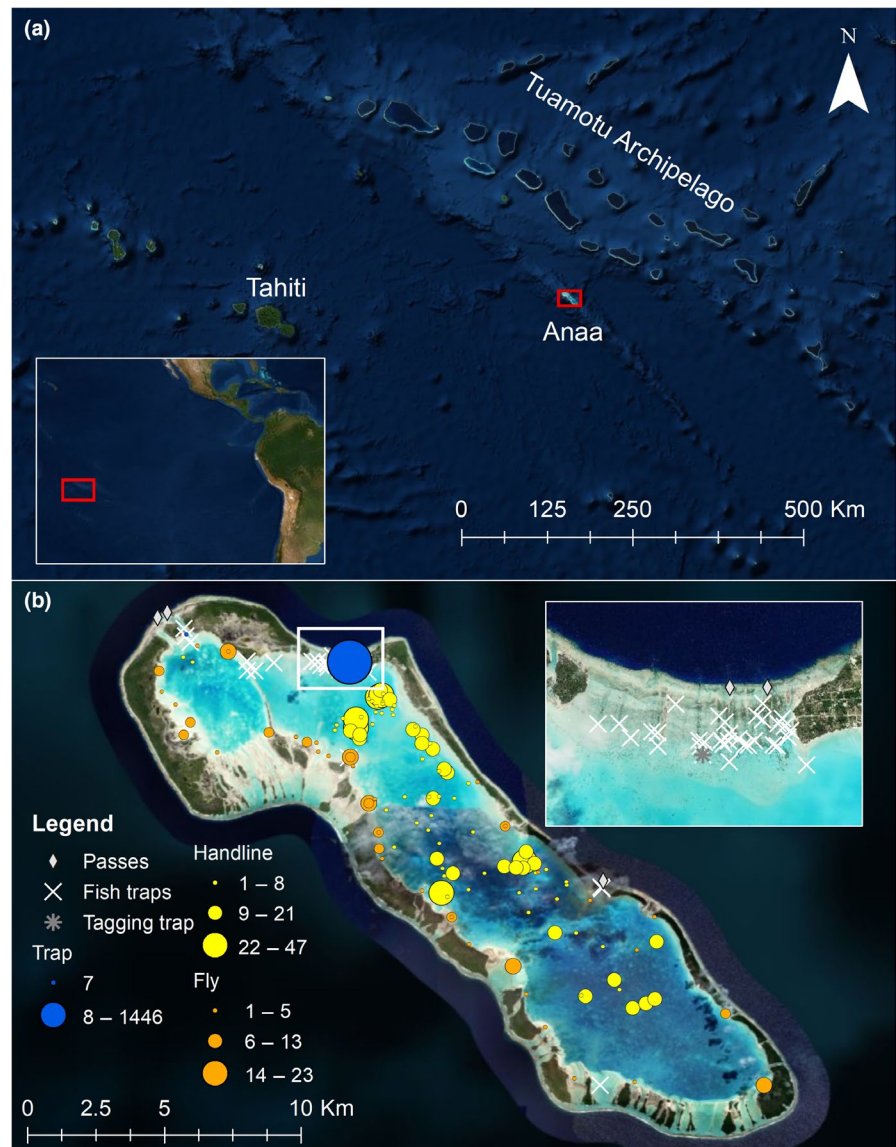 (a)
N
Tuamotu Archipelago
Tahiti
Anaa
0 125 250 500 Km
(b)
Legend
Passes
Fish traps
Tagging trap
Trap
7
8 – 1446
Handline
1 – 8
9 – 21
22 – 47
Fly
1 – 5
6 – 13
14 – 23
0 2.5 5 10 Km